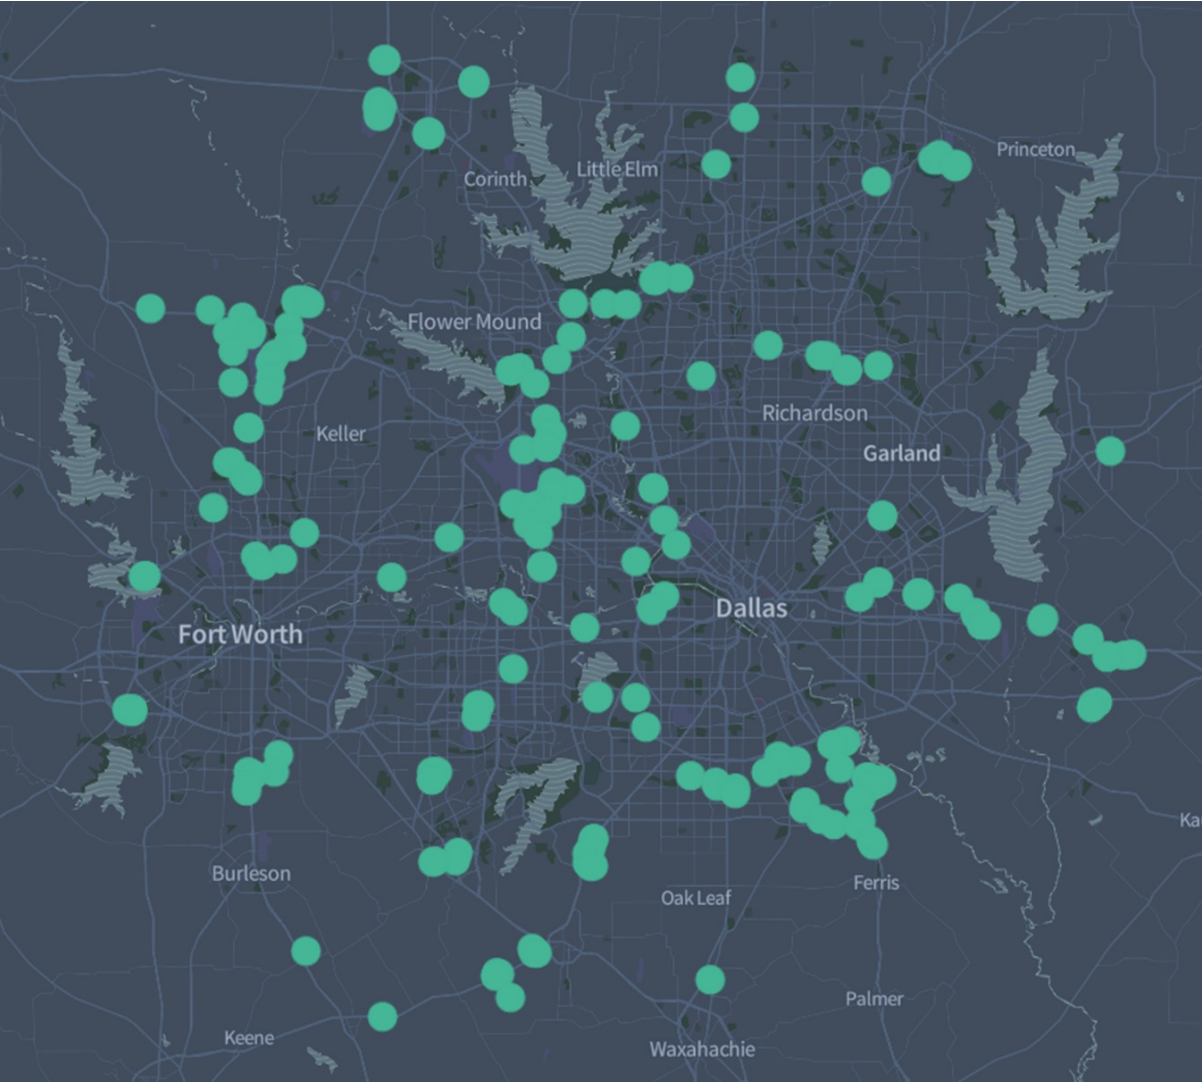 Princeton
Little Elm
Corinth
Flower Mound
Richardson
Keller
Garland
Dallas
Fort Worth
Ka
Burleson
Ferris
Oak Leaf
Palmer
Keene
Waxahachie